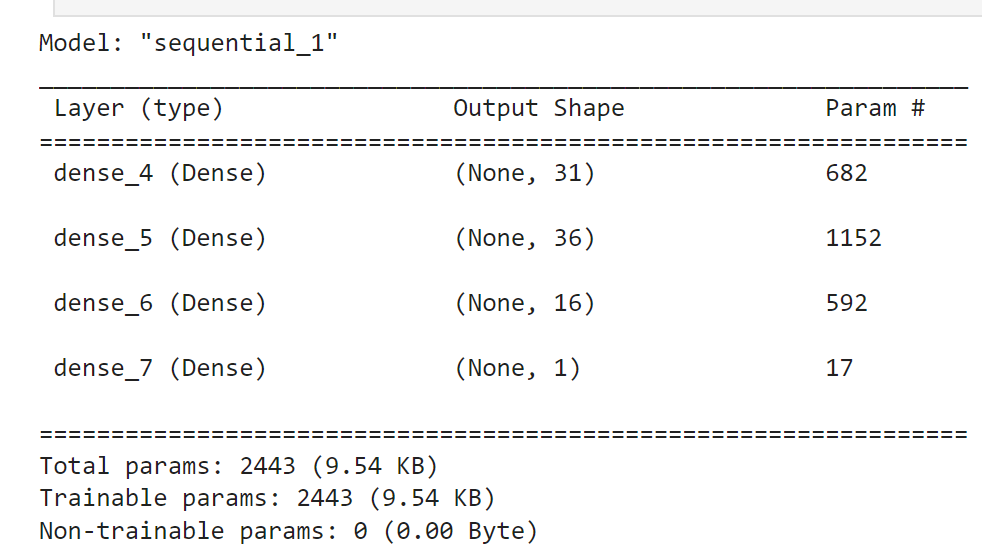 Model: "sequential_1"
_________________________________________________________________
Layer (type) Output Shape Param #
=================================================================
dense_4 (Dense) (None, 31) 682
dense_5 (Dense) (None, 36) 1152
dense_6 (Dense) (None, 16) 592
dense_7 (Dense) (None, 1) 17
=================================================================
Total params: 2443 (9.54 KB)
Trainable params: 2443 (9.54 KB)
Non-trainable params: 0 (0.00 Byte)